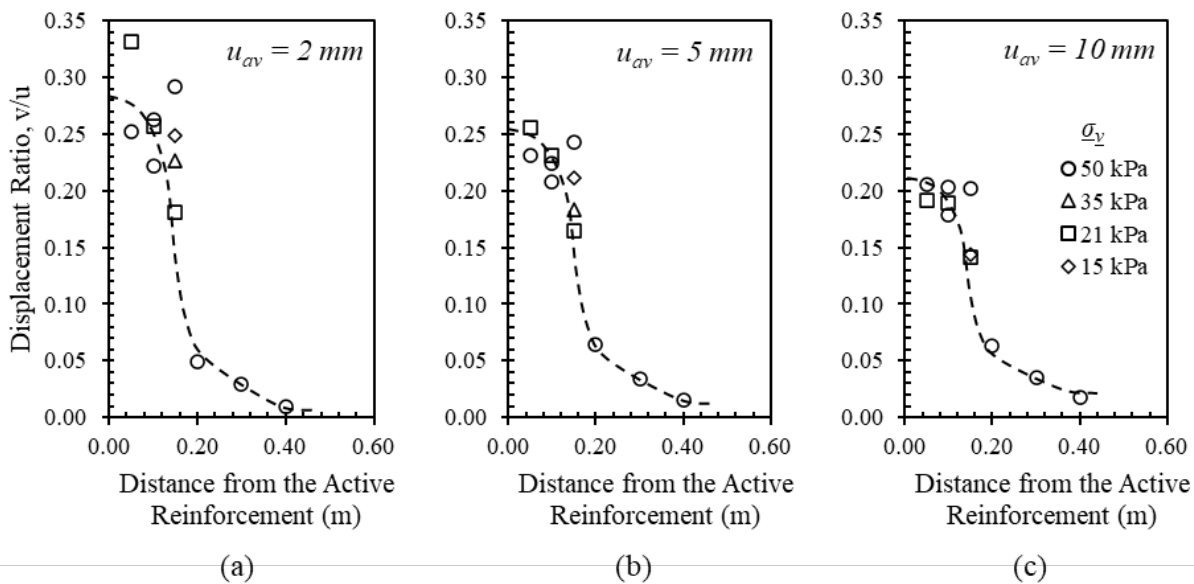 Displacement Ratio, v/u
0.35
0.30
0.25
0.20
0.15
0.10
0.05
0.00
0.00 0.20 0.40 0.60
u_av = 2 mm
Distance from the Active
Reinforcement (m)
(a)
0.35
0.30
0.25
0.20
0.15
0.10
0.05
0.00
0.00 0.20 0.40 0.60
u_av = 5 mm
Distance from the Active
Reinforcement (m)
(b)
0.35
0.30
0.25
0.20
0.15
0.10
0.05
0.00
0.00 0.20 0.40 0.60
u_av = 10 mm
σ_v
50 kPa
35 kPa
21 kPa
15 kPa
Distance from the Active
Reinforcement (m)
(c)